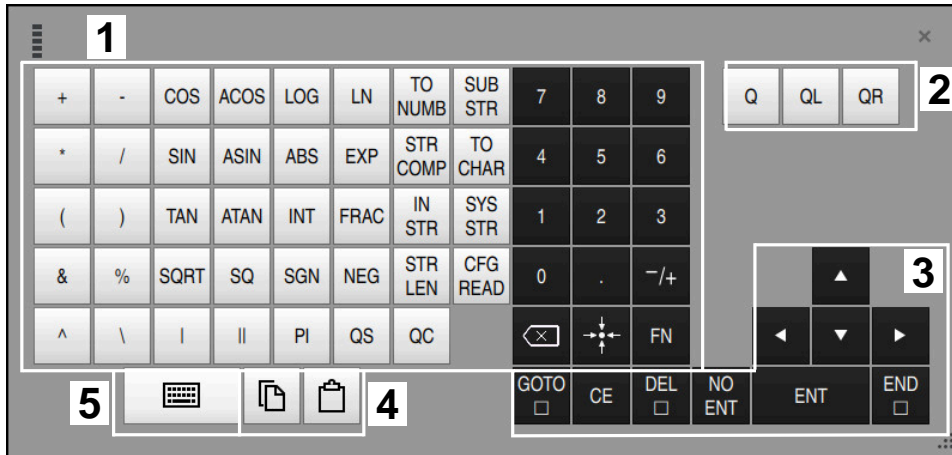 1
×
+ - COS ACOS LOG LN TO NUMB SUB STR 7 8 9 Q QL QR 2
* / SIN ASIN ABS EXP STR COMP TO CHAR 4 5 6
( ) TAN ATAN INT FRAC IN STR SYS STR 1 2 3
& % SQRT SQ SGN NEG STR LEN CFG READ 0 . −/+ 3
^ \ | || PI QS QC FN
5 4 GOTO □ CE DEL □ NO ENT ENT END □